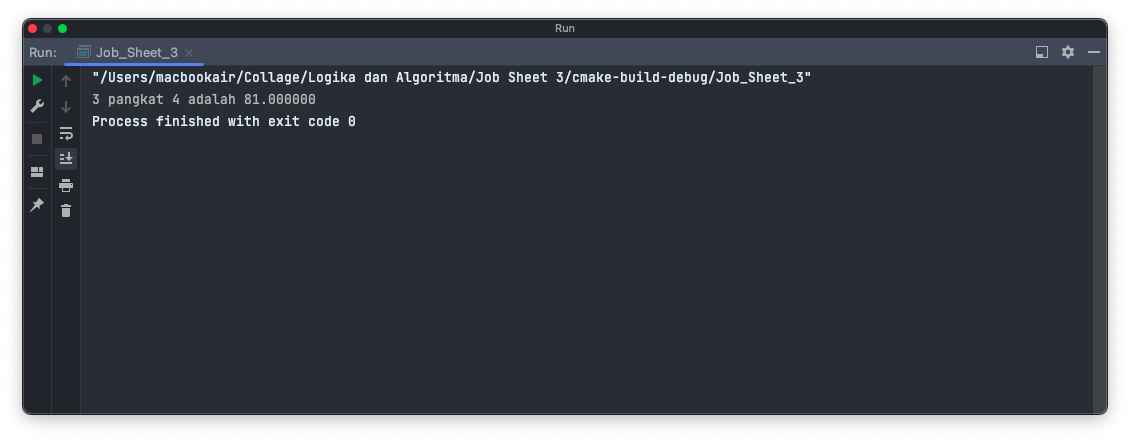 Run
Run: Job_Sheet_3
"/Users/macbookair/Collage/Logika dan Algoritma/Job Sheet 3/cmake-build-debug/Job_Sheet_3"
3 pangkat 4 adalah 81.000000
Process finished with exit code 0